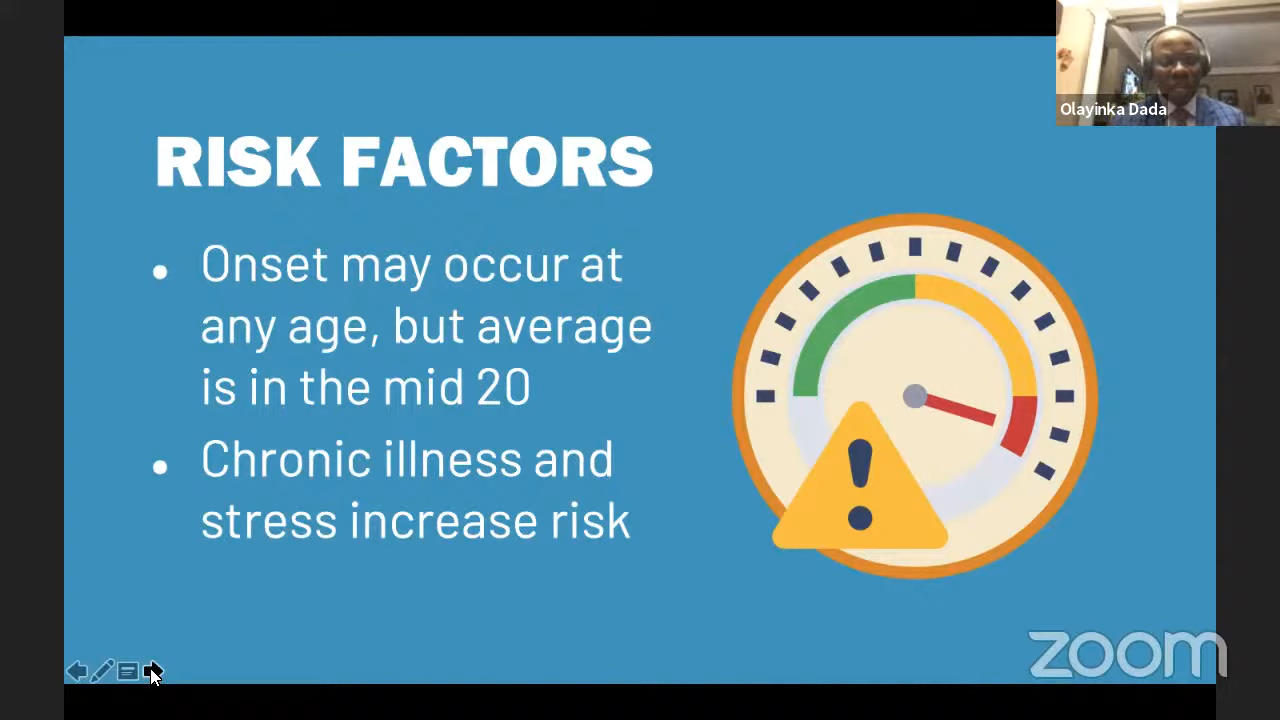 Olayinka Dada
RISK FACTORS
• Onset may occur at
any age, but average
is in the mid 20
• Chronic illness and
stress increase risk
!
zoom